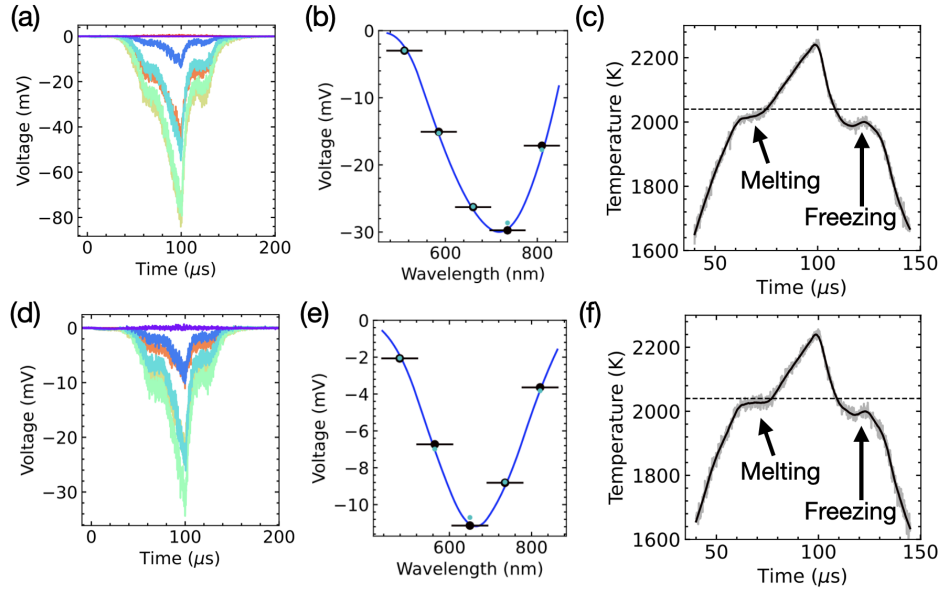 (a)
0
−20
−40
−60
−80
Voltage (mV)
0
100
200
Time (μs)
(b)
0
−10
−20
−30
Voltage (mV)
600
800
Wavelength (nm)
(c)
2200
2000
1800
1600
Temperature (K)
Melting
Freezing
50
100
150
Time (μs)
(d)
0
−10
−20
−30
Voltage (mV)
0
100
200
Time (μs)
(e)
0
−2
−4
−6
−8
−10
Voltage (mV)
600
800
Wavelength (nm)
(f)
2200
2000
1800
1600
Temperature (K)
Melting
Freezing
50
100
150
Time (μs)